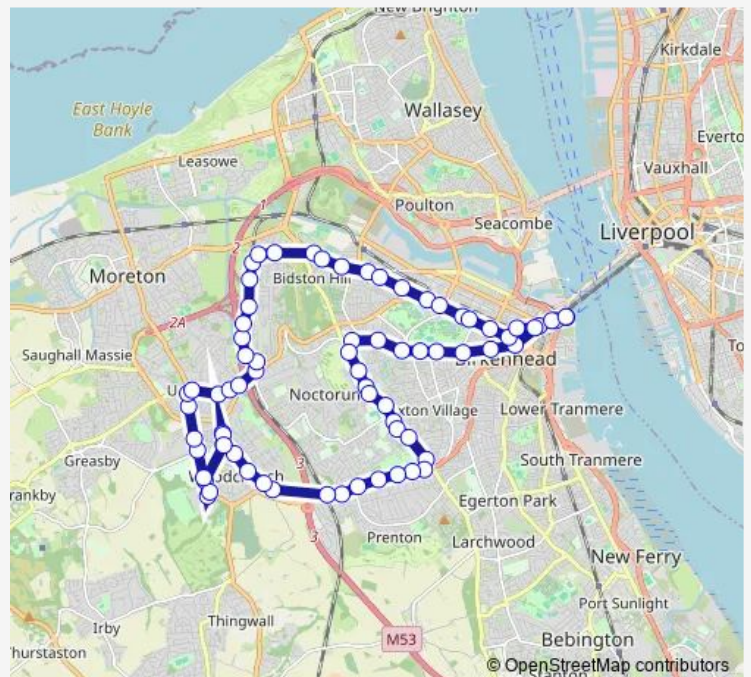 New Brighton
Kirkdale
East Hoyle
Bank
Wallasey
Everto
Leasowe
Vauxhall
1
Poulton
Seacombe
Liverpool
2
Moreton
Bidston Hill
2A
To
Saughall Massie
Birkenhead
U
Noctorum
xton Village
Lower Tranmere
Greasby
3
South Tranmere
rankby
W
ch
Egerton Park
3
Prenton
Larchwood
New Ferry
Port Sunlight
Irby
Thingwall
M53
Bebington
hurstaston
© OpenStreetMap contributors